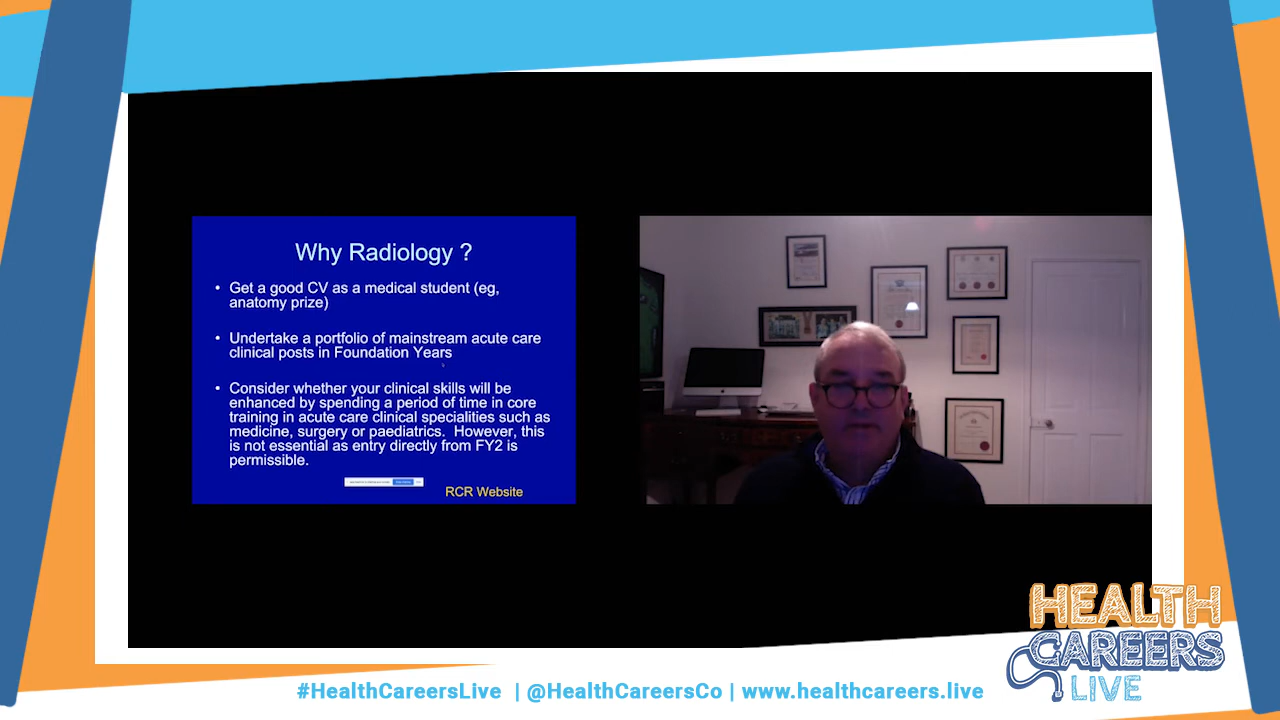 Why Radiology ?
• Get a good CV as a medical student (eg,
anatomy prize)
• Undertake a portfolio of mainstream acute care
clinical posts in Foundation Years
• Consider whether your clinical skills will be
enhanced by spending a period of time in core
training in acute care clinical specialities such as
medicine, surgery or paediatrics. However, this
is not essential as entry directly from FY2 is
permissible.
RCR Website
HEALTH
CAREERS
LIVE
#HealthCareersLive | @HealthCareersCo | www.healthcareers.live